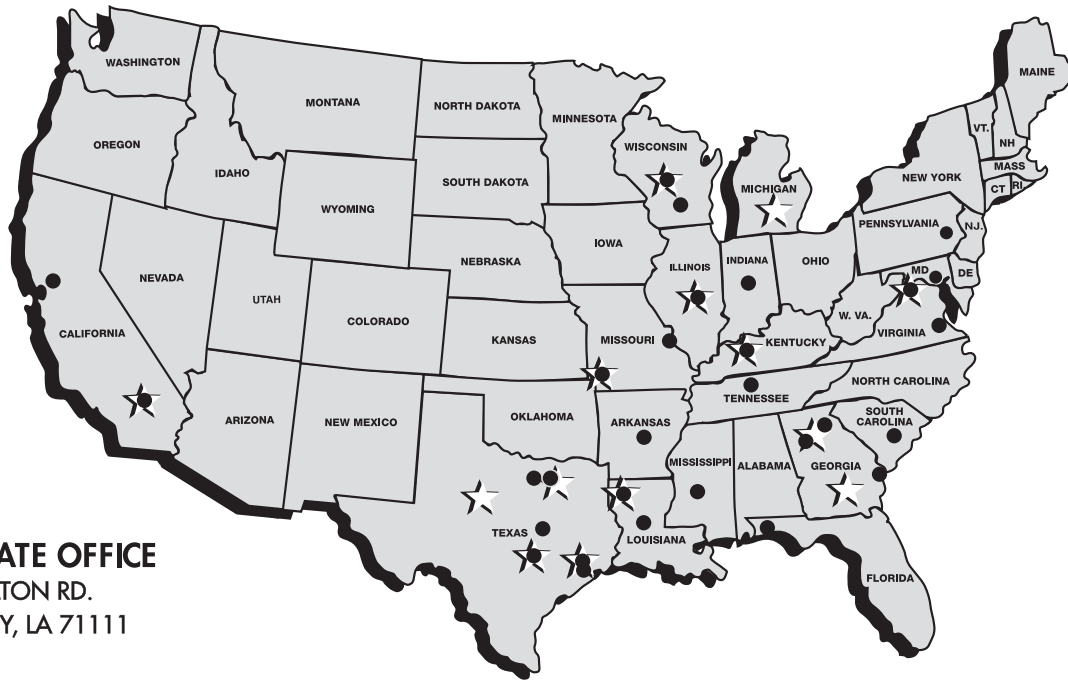 WASHINGTON
MONTANA
NORTH DAKOTA
MINNESOTA
MAINE
OREGON
IDAHO
WISCONSIN
VT.
NH
MASS
SOUTH DAKOTA
WYOMING
MICHIGAN
NEW YORK
CT
RI
IOWA
PENNSYLVANIA
NJ.
NEBRASKA
NEVADA
ILLINOIS
INDIANA
OHIO
MD
DE
UTAH
COLORADO
W. VA.
CALIFORNIA
KANSAS
MISSOURI
KENTUCKY
VIRGINIA
NORTH CAROLINA
TENNESSEE
ARIZONA
NEW MEXICO
OKLAHOMA
ARKANSAS
SOUTH
CAROLINA
MISSISSIPPI
ALABAMA
GEORGIA
TEXAS
LOUISIANA
FLORIDA
ATE OFFICE
TON RD.
Y, LA 71111